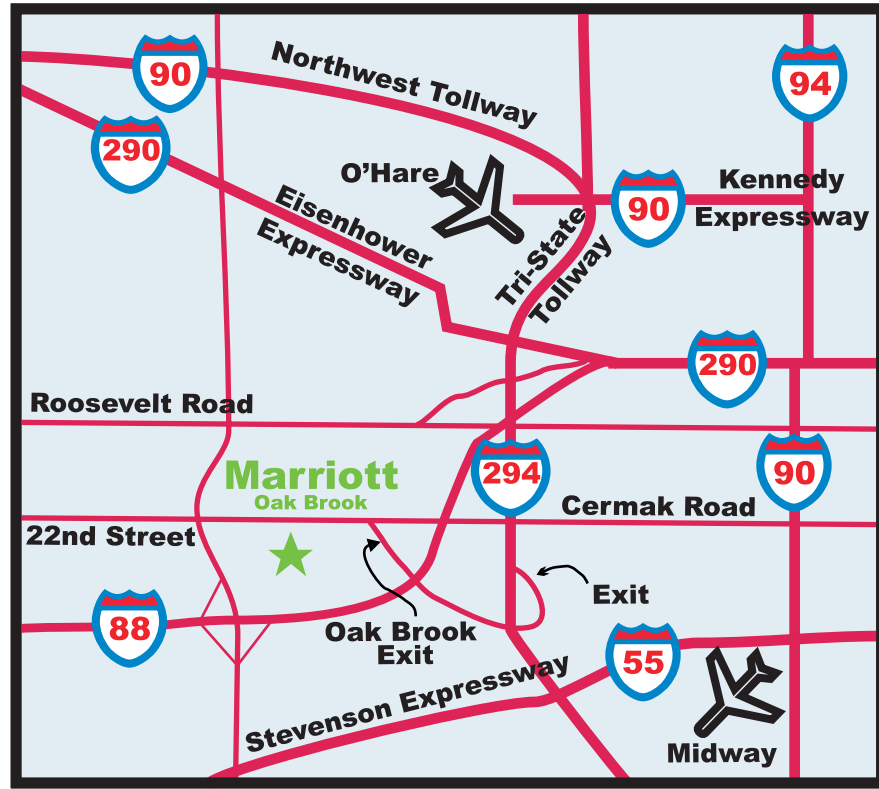 90
Northwest Tollway
94
290
O'Hare
Kennedy
90
Expressway
Eisenhower
Expressway
Tri-State
Tollway
290
Roosevelt Road
Marriott
Oak Brook
294
90
Cermak Road
22nd Street
88
Oak Brook
Exit
Exit
55
Stevenson Expressway
Midway